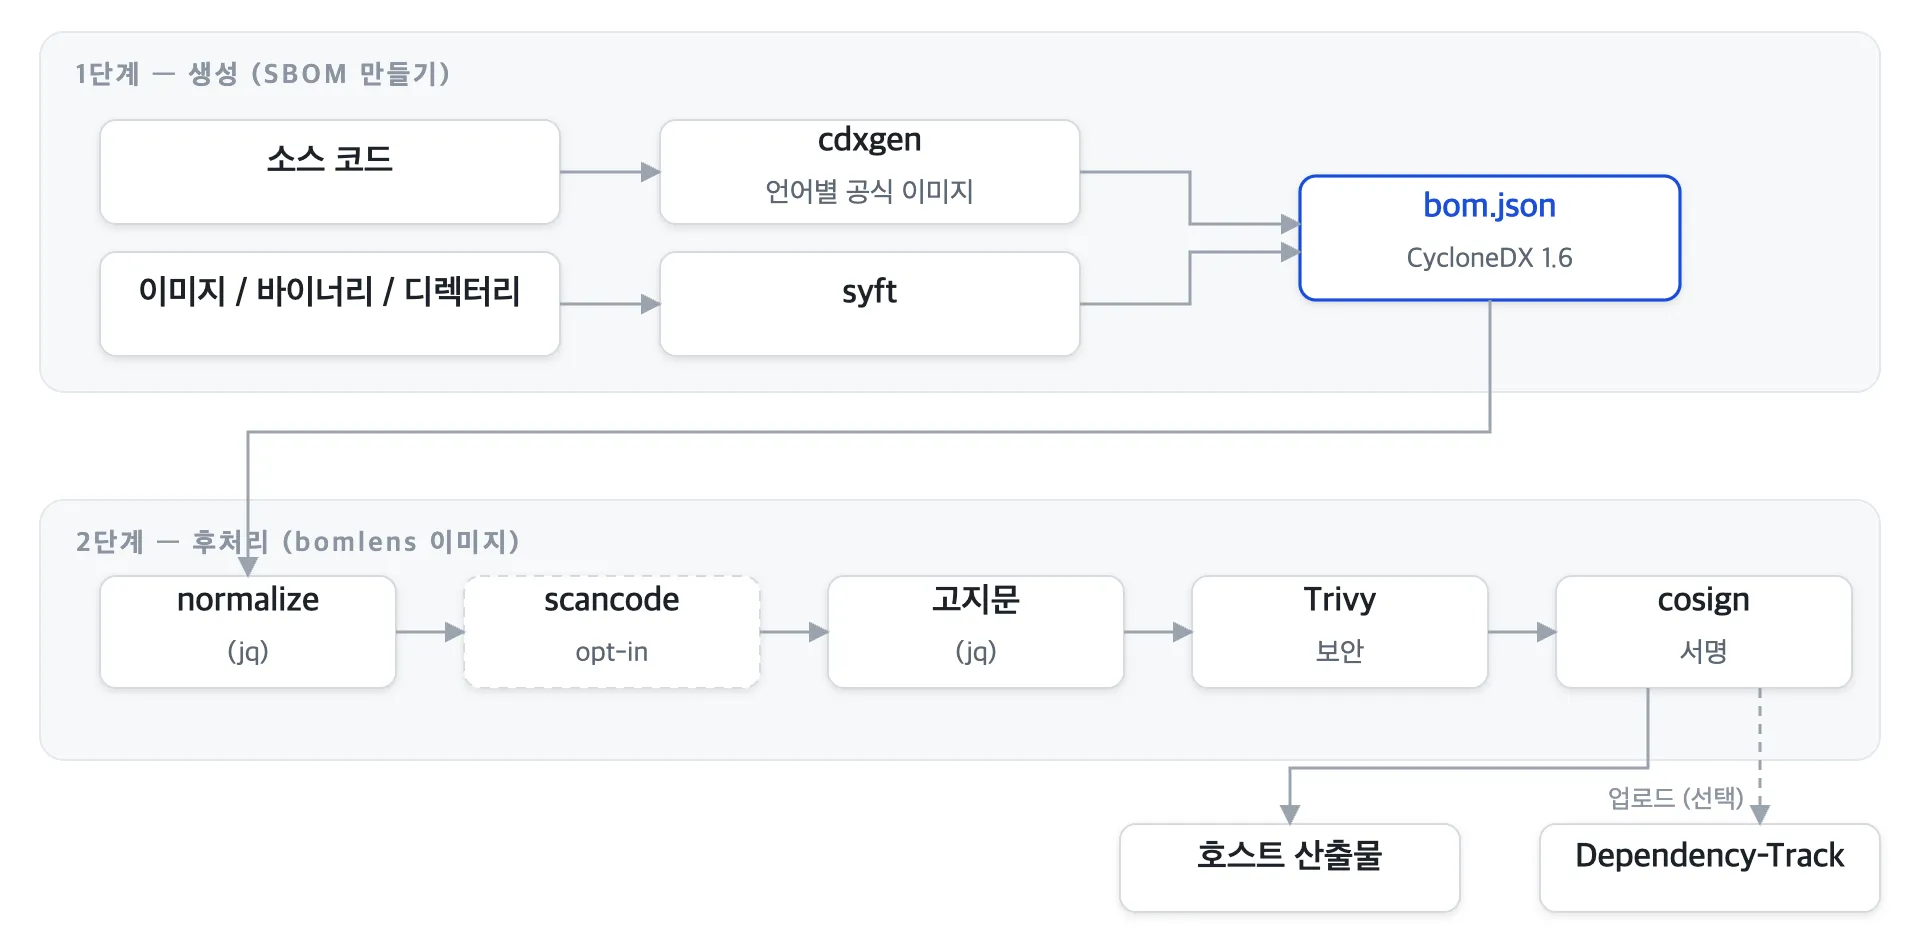 1단계 — 생성 (SBOM 만들기)
소스 코드
cdxgen
언어별 공식 이미지
bom.json
CycloneDX 1.6
이미지 / 바이너리 / 디렉터리
syft
2단계 — 후처리 (bomlens 이미지)
normalize
(jq)
scancode
opt-in
고지문
(jq)
Trivy
보안
cosign
서명
업로드 (선택)
호스트 산출물
Dependency-Track